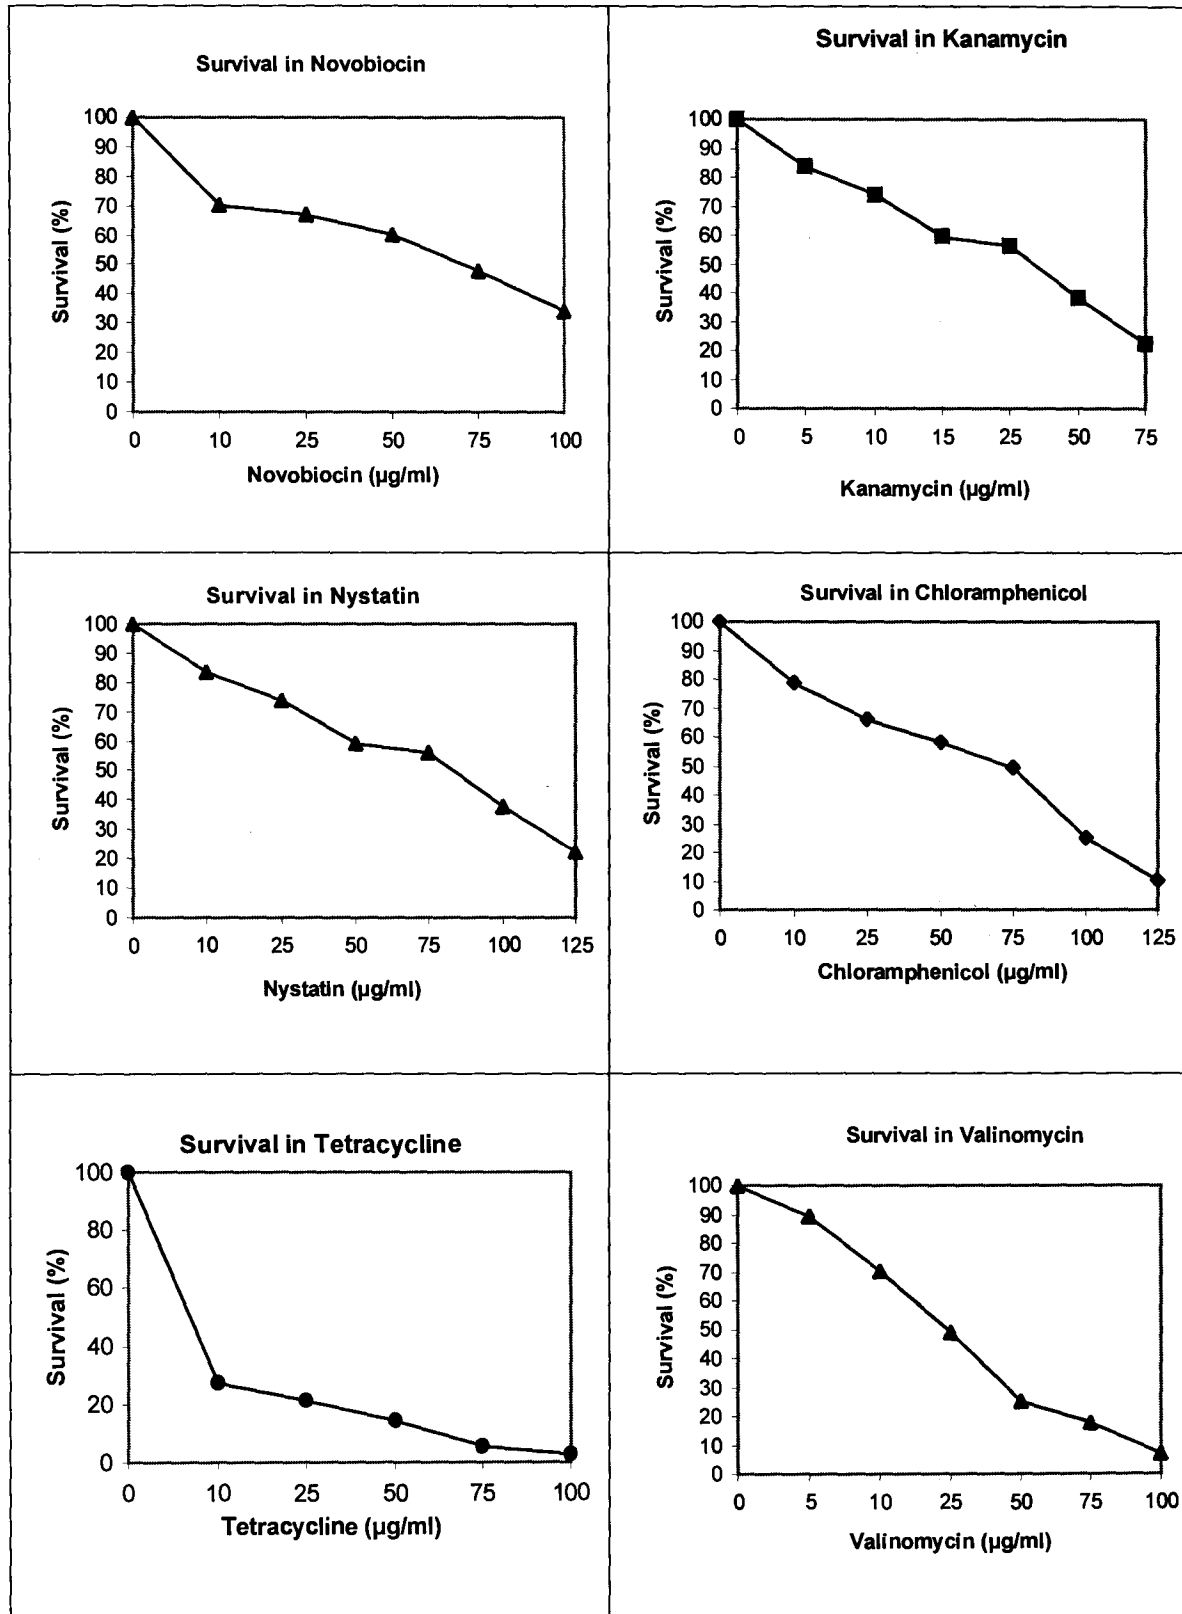 Survival in Novobiocin
100
90
80
70
60
50
40
30
20
10
0
Survival (%)
0 10 25 50 75 100
Novobiocin (µg/ml)
Survival in Kanamycin
100
90
80
70
60
50
40
30
20
10
0
Survival (%)
0 5 10 15 25 50 75
Kanamycin (µg/ml)
Survival in Nystatin
100
90
80
70
60
50
40
30
20
10
0
Survival (%)
0 10 25 50 75 100 125
Nystatin (µg/ml)
Survival in Chloramphenicol
100
90
80
70
60
50
40
30
20
10
0
Survival (%)
0 10 25 50 75 100 125
Chloramphenicol (µg/ml)
Survival in Tetracycline
100
80
60
40
20
0
Survival (%)
0 10 25 50 75 100
Tetracycline (µg/ml)
Survival in Valinomycin
100
90
80
70
60
50
40
30
20
10
0
Survival (%)
0 5 10 25 50 75 100
Valinomycin (µg/ml)